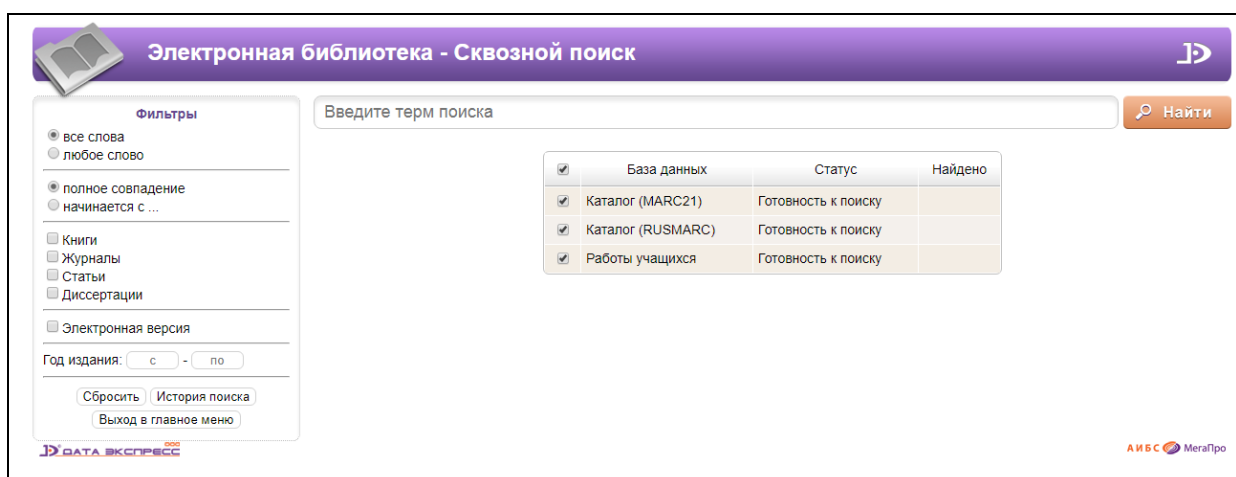 Электронная библиотека - Сквозной поиск
Фильтры
все слова
любое слово
полное совпадение
начинается с ...
Книги
Журналы
Статьи
Диссертации
Электронная версия
Год издания: с - по
Сбросить История поиска
Выход в главное меню
Введите терм поиска
Найти
База данных Статус Найдено
Каталог (MARC21) Готовность к поиску
Каталог (RUSMARC) Готовность к поиску
Работы учащихся Готовность к поиску
ООО ДАТА ЭКСПРЕСС
АИБС МегаПро